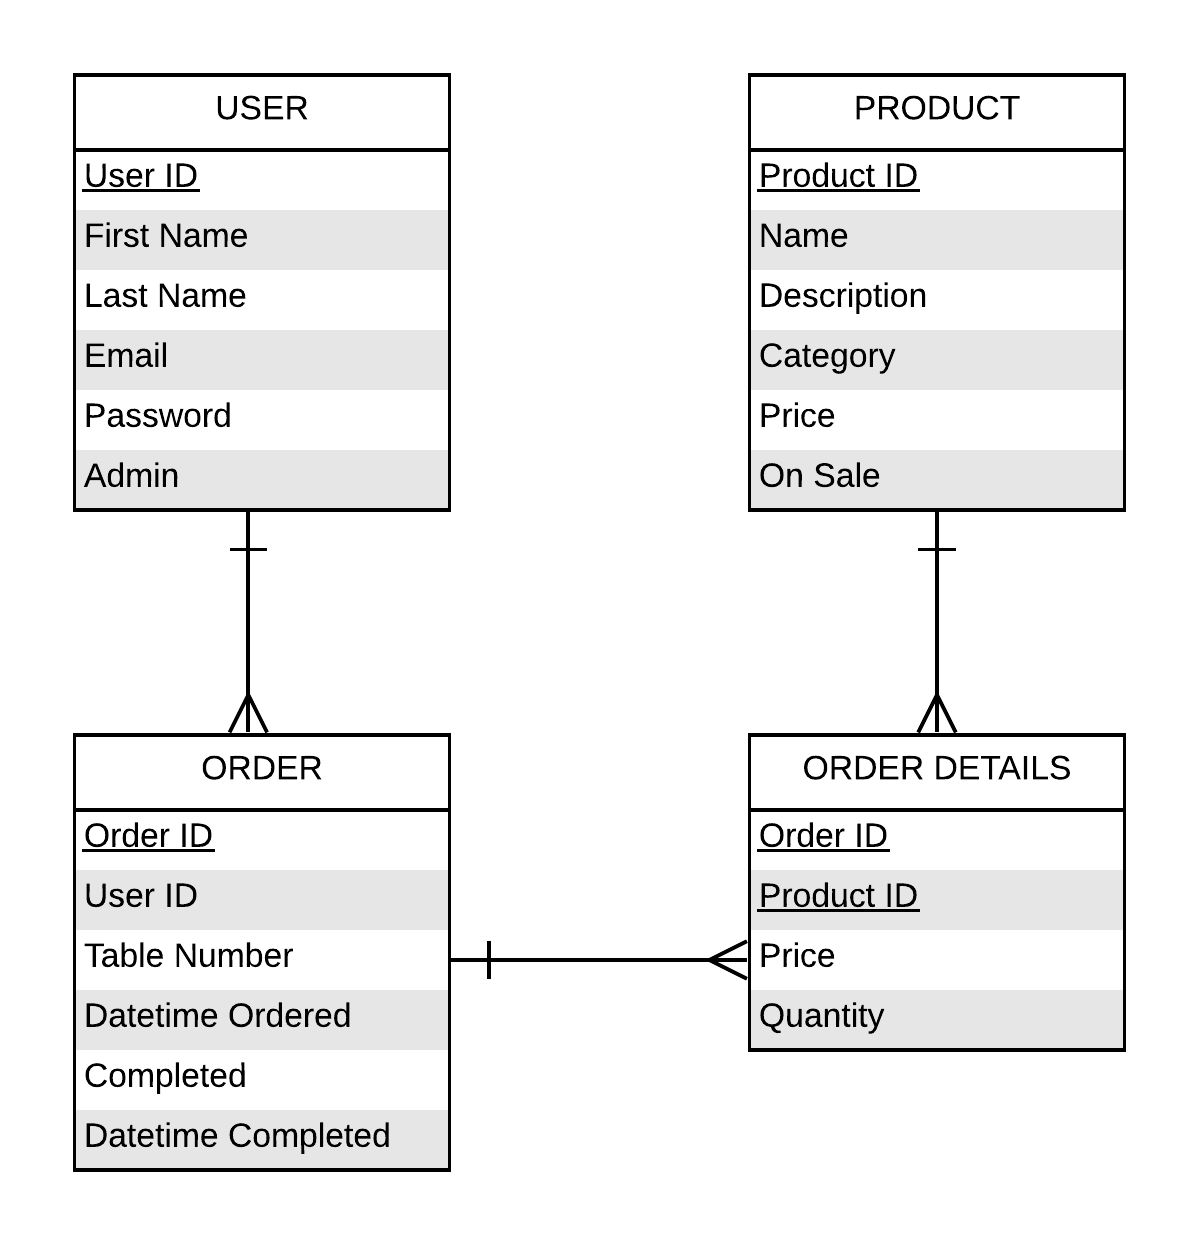 USER
User ID
First Name
Last Name
Email
Password
Admin
PRODUCT
Product ID
Name
Description
Category
Price
On Sale
ORDER
Order ID
User ID
Table Number
Datetime Ordered
Completed
Datetime Completed
ORDER DETAILS
Order ID
Product ID
Price
Quantity